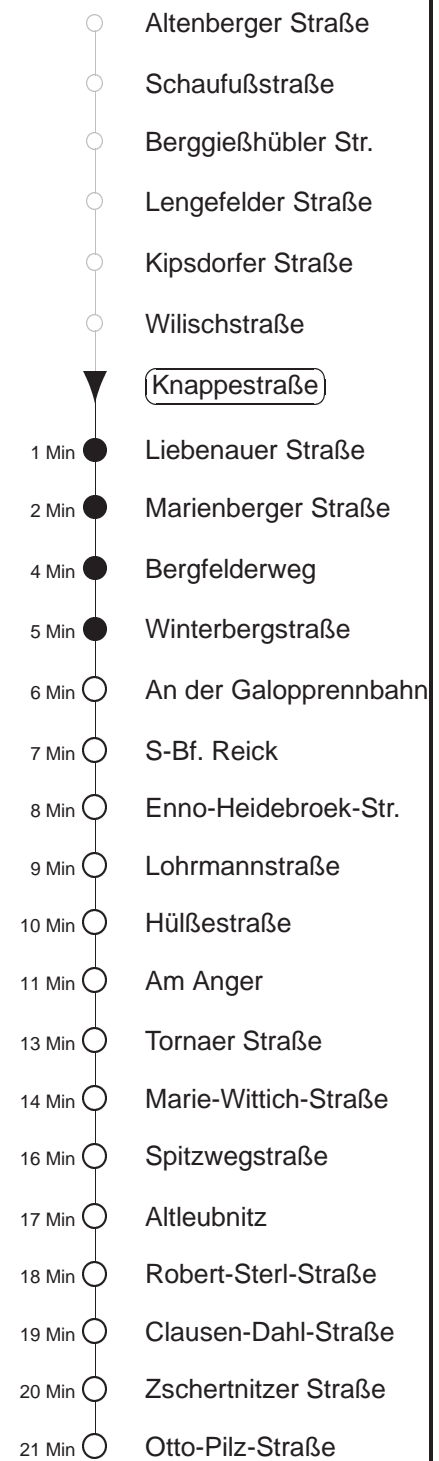 Altenberger Straße
Schaufußstraße
Berggießhübler Str.
Lengefelder Straße
Kipsdorfer Straße
Wilischstraße
Knappestraße
1 Min Liebenauer Straße
2 Min Marienberger Straße
4 Min Bergfelderweg
5 Min Winterbergstraße
6 Min An der Galopprennbahn
7 Min S-Bf. Reick
8 Min Enno-Heidebroek-Str.
9 Min Lohrmannstraße
10 Min Hülßestraße
11 Min Am Anger
13 Min Tornaer Straße
14 Min Marie-Wittich-Straße
16 Min Spitzwegstraße
17 Min Altleubnitz
18 Min Robert-Sterl-Straße
19 Min Clausen-Dahl-Straße
20 Min Zschertnitzer Straße
21 Min Otto-Pilz-Straße